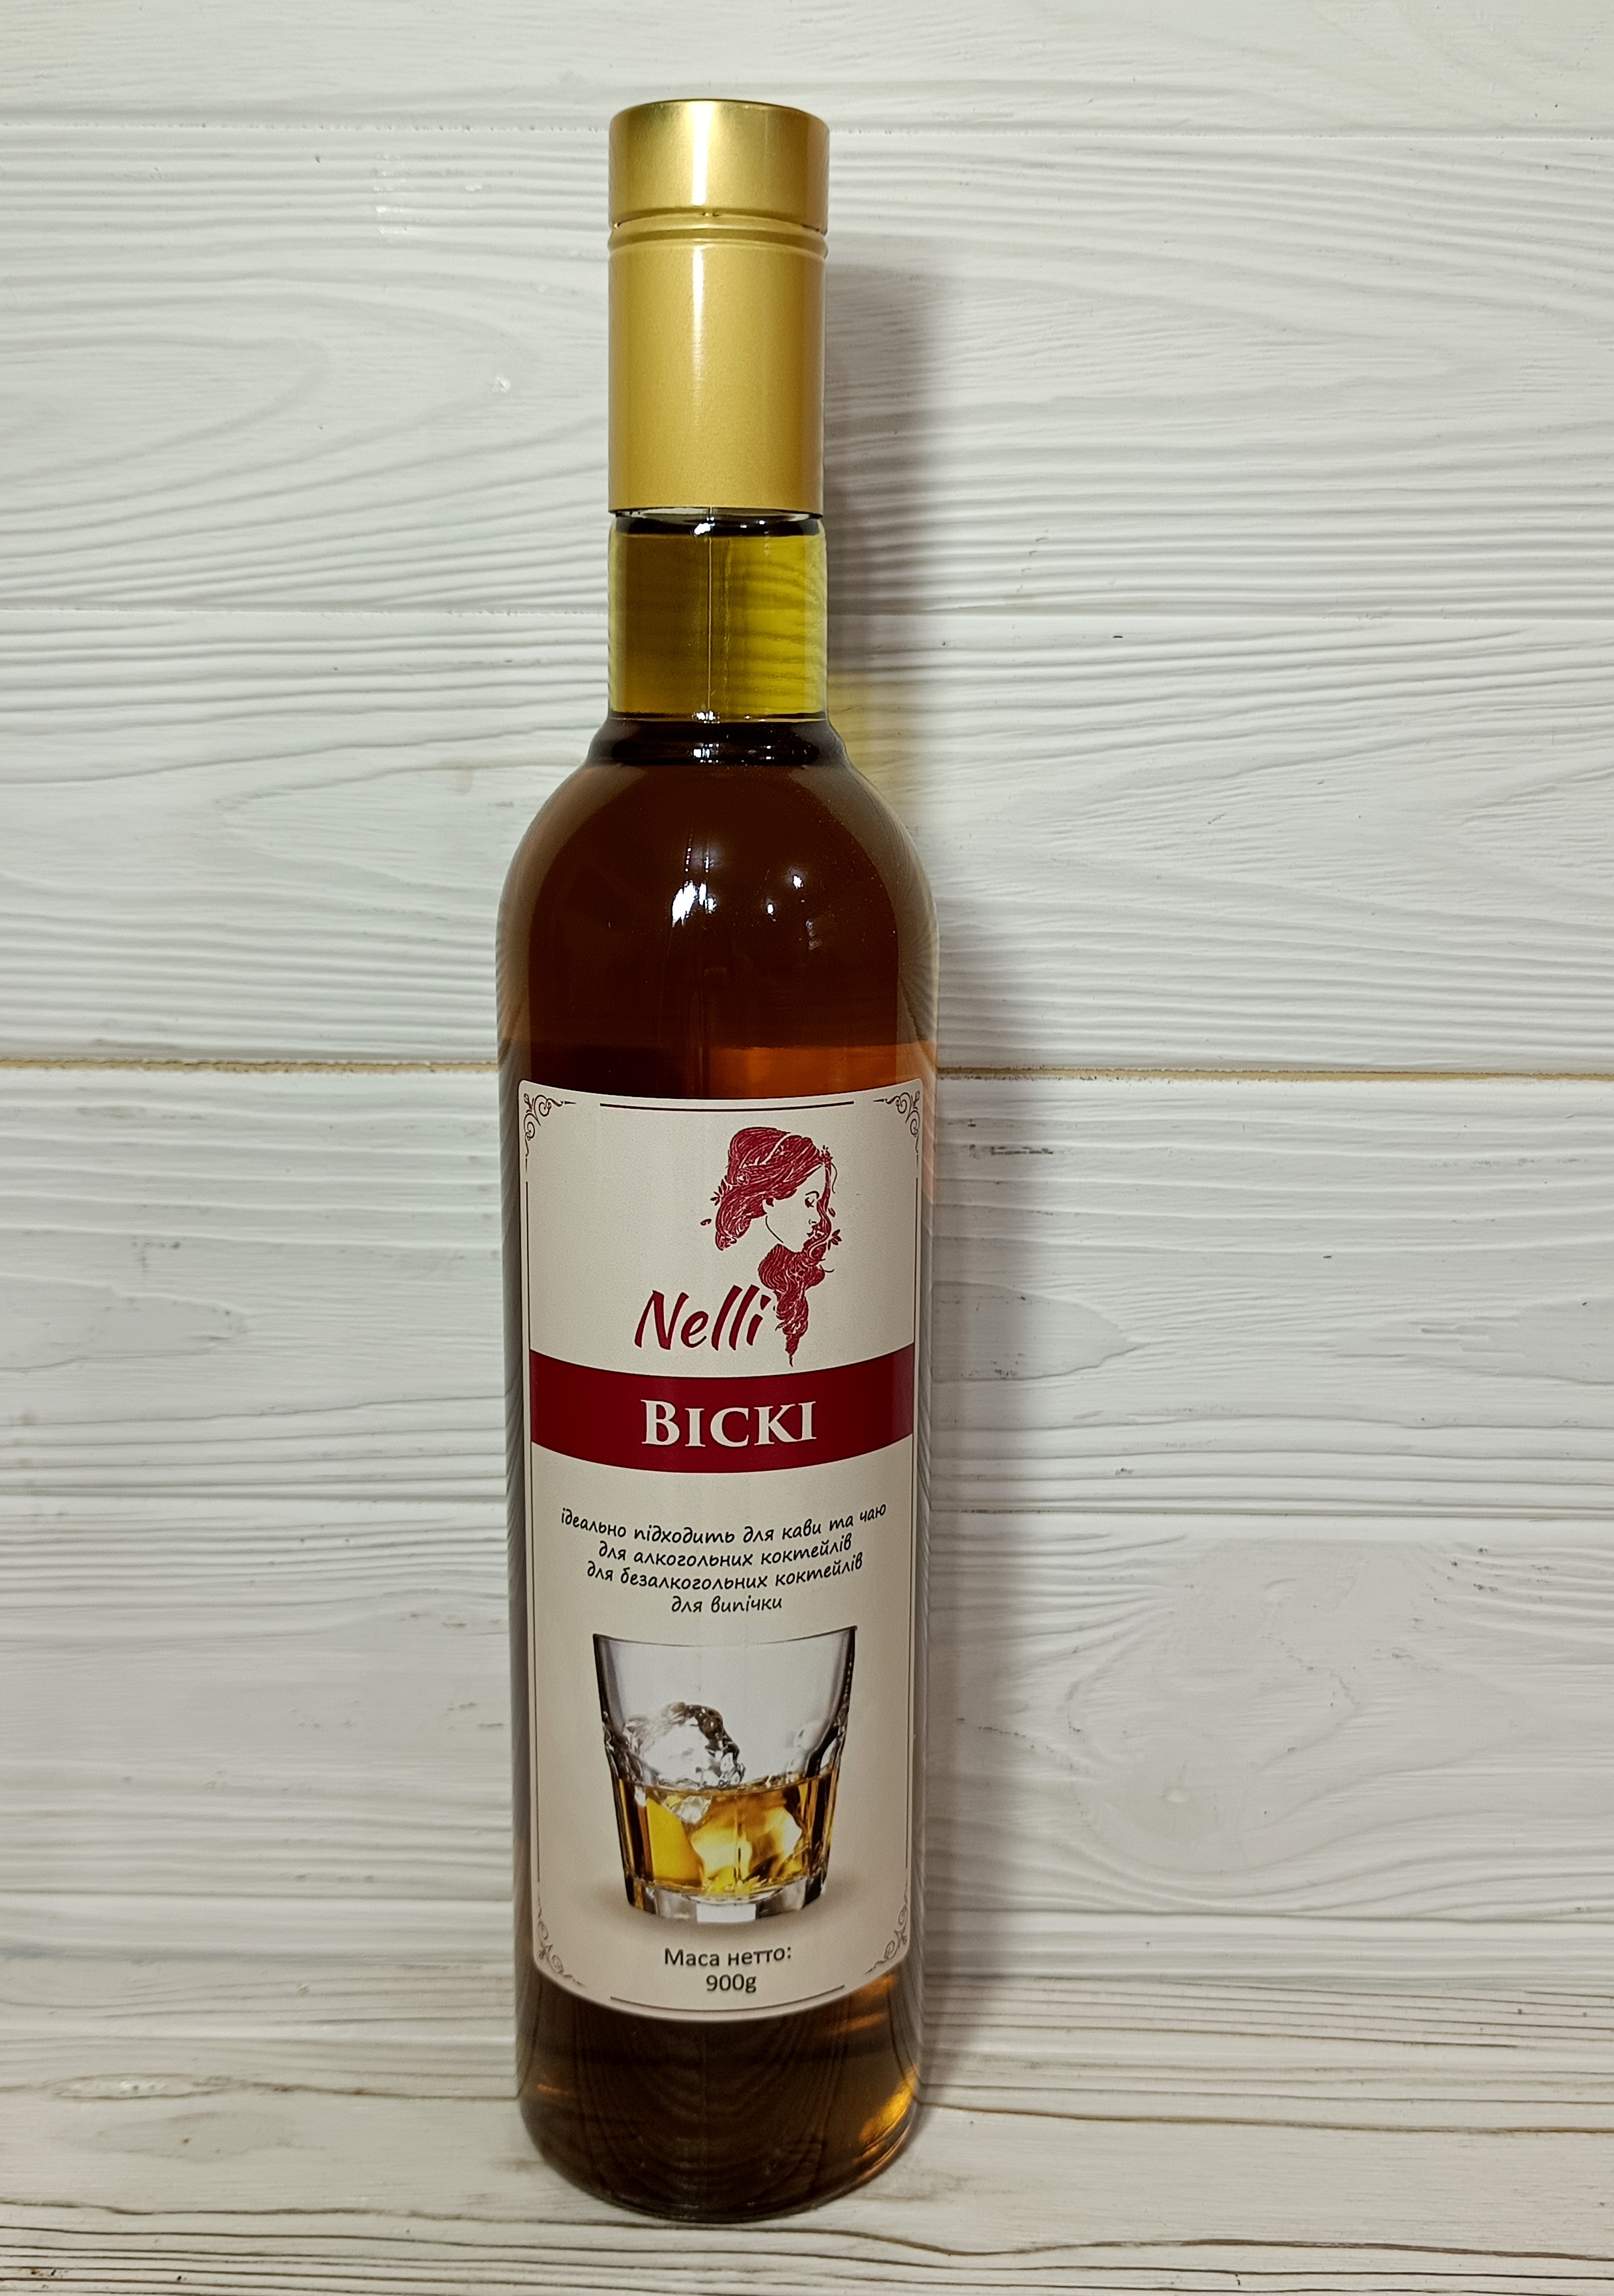 Nelli
Віскі
ідеально підходить для кави та чаю
для алкогольних коктейлів
для безалкогольних коктейлів
для випічки
Маса нетто:
900g